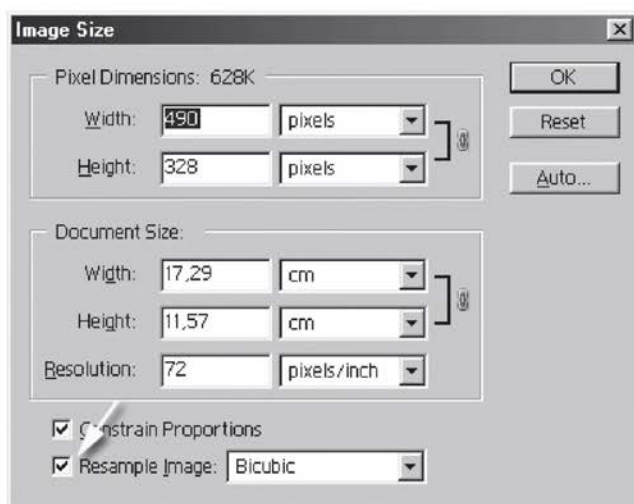 Image Size
Pixel Dimensions: 628K
Width: 490 pixels
Height: 328 pixels
Document Size:
Width: 17,29 cm
Height: 11,57 cm
Resolution: 72 pixels/inch
Constrain Proportions
Resample Image: Bicubic
OK
Reset
Auto...